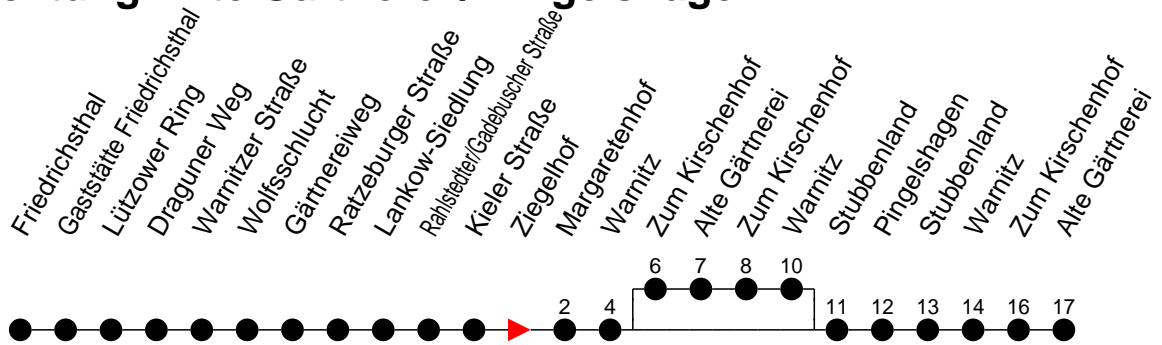 Friedrichsthal
Gaststätte Friedrichsthal
Lützower Ring
Draguner Weg
Warnitzer Straße
Wolfsschlucht
Gärtnereiweg
Ratzeburger Straße
Lankow-Siedlung
Rahlstedter/Gadebuscher Straße
Kieler Straße
Ziegelhof
Margaretenhof
Warnitz
Zum Kirschenhof
Alte Gärtnerei
Zum Kirschenhof
Warnitz
Stubbenland
Pingelshagen
Stubbenland
Warnitz
Zum Kirschenhof
Alte Gärtnerei
6 7 8 10
2 4 11 12 13 14 16 17